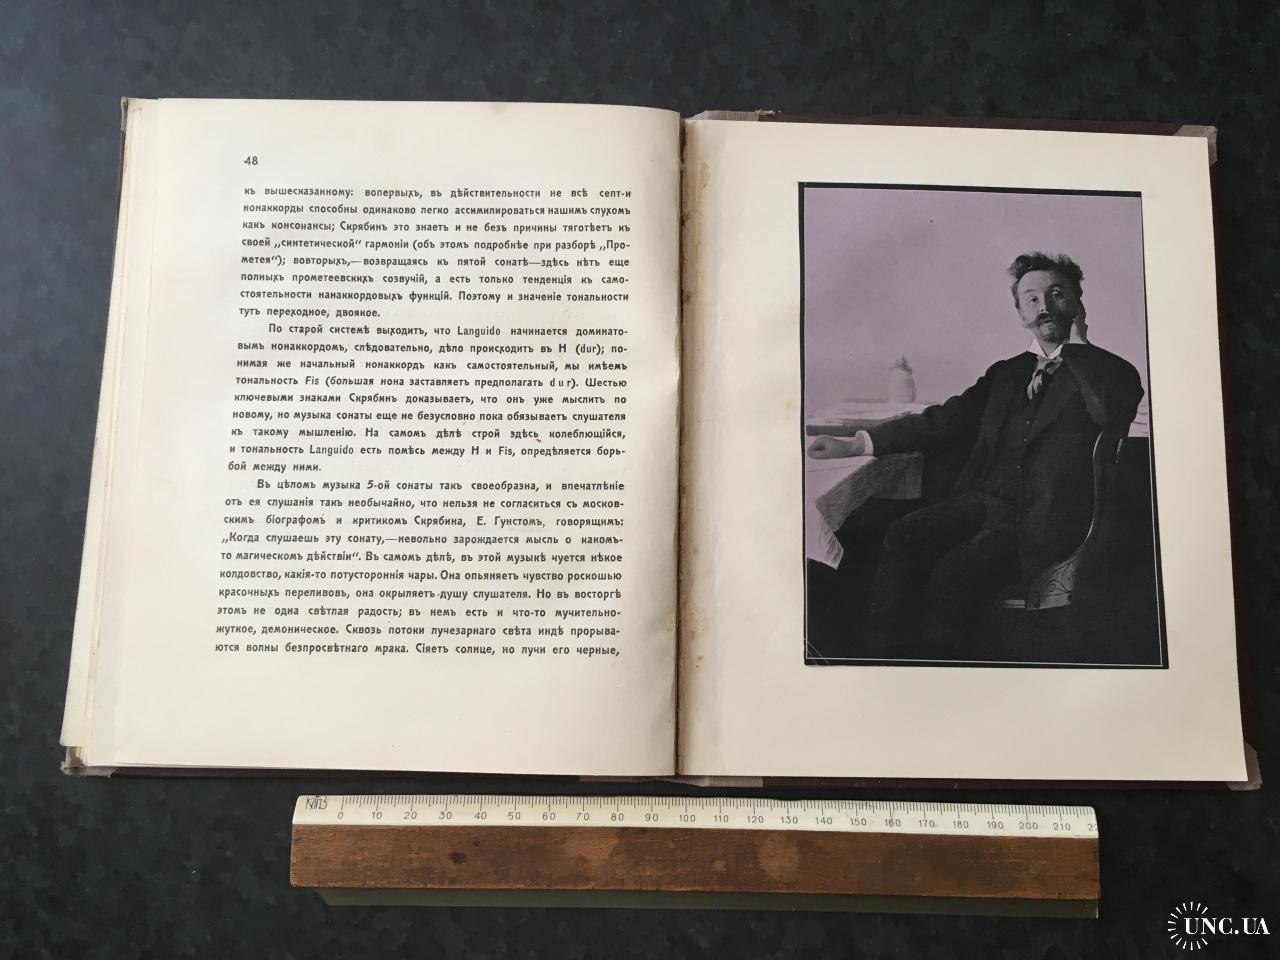 48
къ вышесказанному: вопервыхъ, въ дѣйствительности не всѣ септ-и
нонаккорды способны одинаково легко ассимилироваться нашимъ слухомъ
какъ консонансы; Скрябинъ это знаетъ и не безъ причины тяготѣетъ къ
своей „синтетической“ гармоніи (объ этомъ подробнѣе при разборѣ „Про-
метея“); вовторыхъ,—возвращаясь къ пятой сонатѣ—здѣсь нѣтъ еще
полныхъ прометеевскихъ созвучій, а есть только тенденція къ само-
стоятельности нанаккордовыхъ функцій. Поэтому и значеніе тональности
тутъ переходное, двоякое.
По старой системѣ выходитъ, что Languido начинается доминато-
вымъ нонаккордомъ, слѣдовательно, дѣло происходитъ въ H (dur); по-
нимая же начальный нонаккордъ какъ самостоятельный, мы имѣемъ
тональность Fis (большая нона заставляетъ предполагать dur). Шестью
ключевыми знаками Скрябинъ доказываетъ, что онъ уже мыслитъ по
новому, но музыка сонаты еще не безусловно пока обязываетъ слушателя
къ такому мышленію. На самомъ дѣлѣ строй здѣсь колеблющійся,
и тональность Languido есть помѣсь между H и Fis, опредѣляется борь-
бой между ними.
Въ цѣломъ музыка 5-ой сонаты такъ своеобразна, и впечатлѣніе
отъ ея слушанія такъ необычайно, что нельзя не согласиться съ москов-
скимъ біографомъ и критикомъ Скрябина, Е. Гунстомъ, говорящимъ:
„Когда слушаешь эту сонату,—невольно зарождается мысль о какомъ-
то магическомъ дѣйствіи“. Въ самомъ дѣлѣ, въ этой музыкѣ чуется нѣкое
колдовство, какія-то потустороннія чары. Она опьяняетъ чувство роскошью
красочныхъ переливовъ, она окрыляетъ душу слушателя. Но въ восторгѣ
этомъ не одна свѣтлая радость; въ немъ есть и что-то мучительно-
жуткое, демоническое. Сквозь потоки лучезарнаго свѣта индѣ прорыва-
ются волны безпросвѣтнаго мрака. Сіяетъ солнце, но лучи его черные,
0 10 20 30 40 50 60 70 80 90 100 110 120 130 140 150 160 170 180 190 200 210
UNC.UA